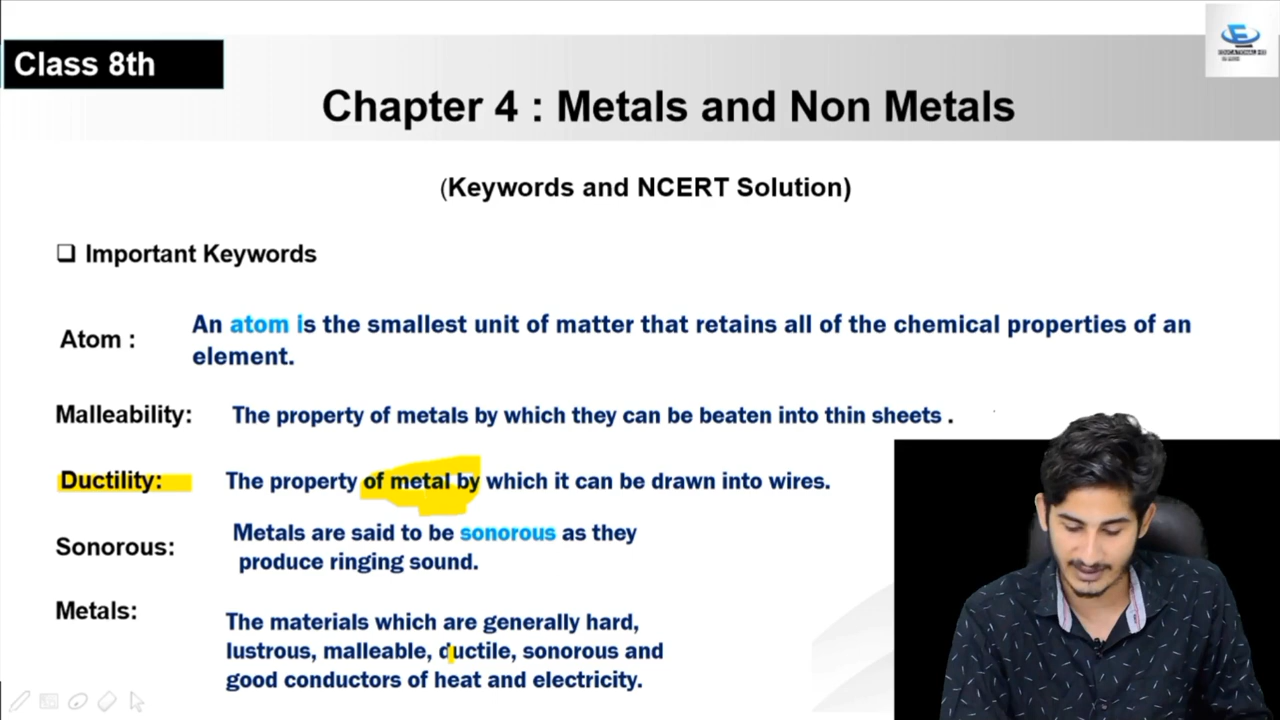 Class 8th
Chapter 4 : Metals and Non Metals
(Keywords and NCERT Solution)
❑ Important Keywords
Atom :
An atom is the smallest unit of matter that retains all of the chemical properties of an
element.
Malleability: The property of metals by which they can be beaten into thin sheets .
Ductility: The property of metal by which it can be drawn into wires.
Sonorous:
Metals are said to be sonorous as they
produce ringing sound.
Metals:
The materials which are generally hard,
lustrous, malleable, ductile, sonorous and
good conductors of heat and electricity.